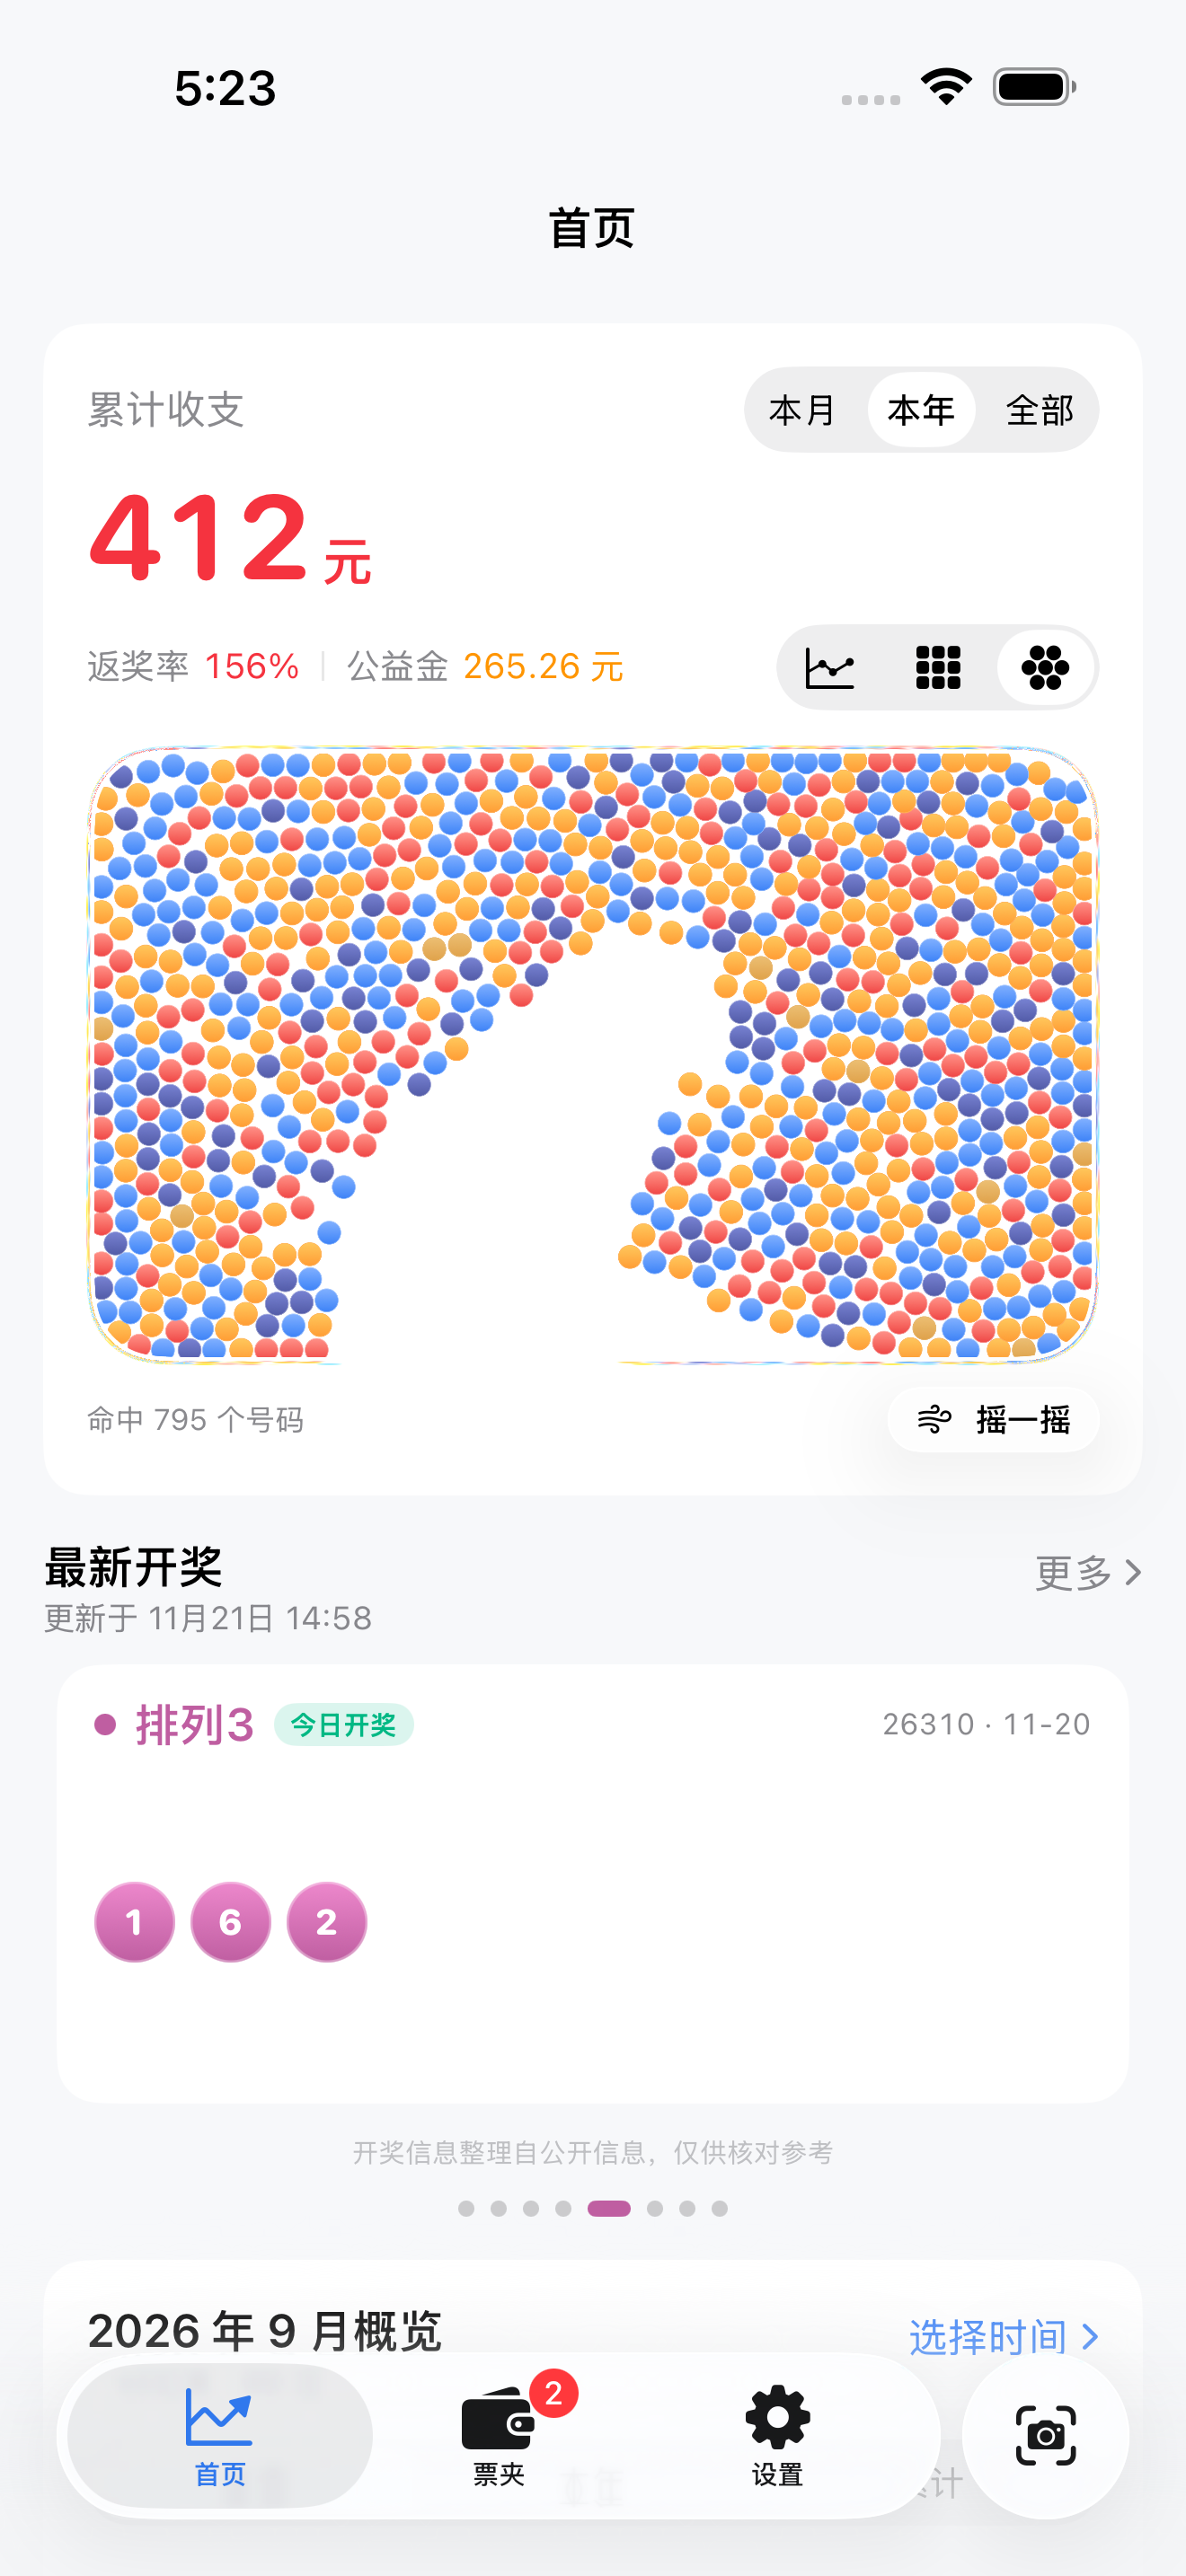 5:23
首页
累计收支
本月 本年 全部
412 元
返奖率 156% 公益金 265.26 元
命中 795 个号码
摇一摇
最新开奖
更多
更新于 11月21日 14:58
排列3 今日开奖 26310 · 11-20
1 6 2
开奖信息整理自公开信息，仅供核对参考
2026 年 9 月概览
选择时间
2
首页 票夹 设置
计